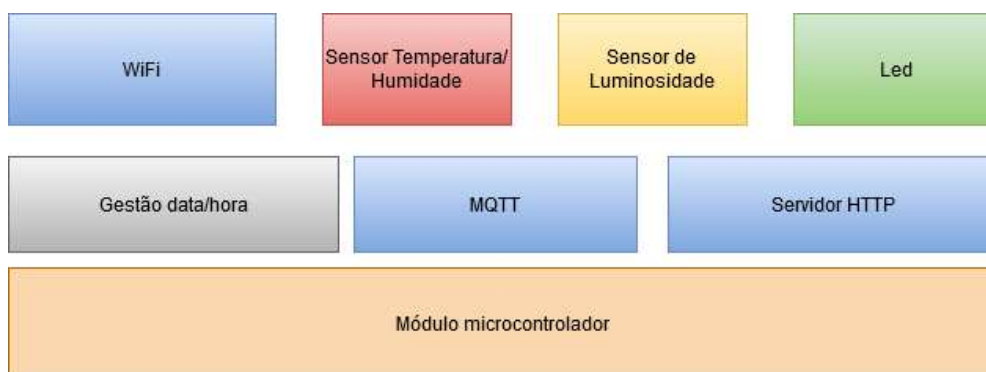 WiFi
Sensor Temperatura/
Humidade
Sensor de
Luminosidade
Led
Gestão data/hora
MQTT
Servidor HTTP
Módulo microcontrolador